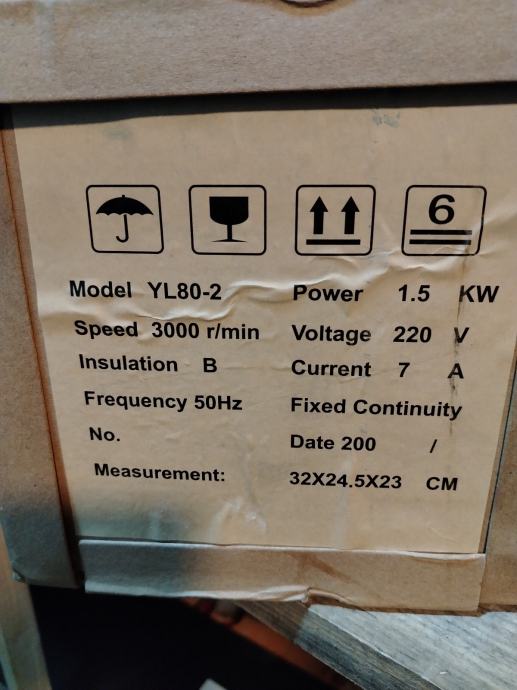 6
Model YL80-2 Power 1.5 KW
Speed 3000 r/min Voltage 220 V
Insulation B Current 7 A
Frequency 50Hz Fixed Continuity
No. Date 200 /
Measurement: 32X24.5X23 CM